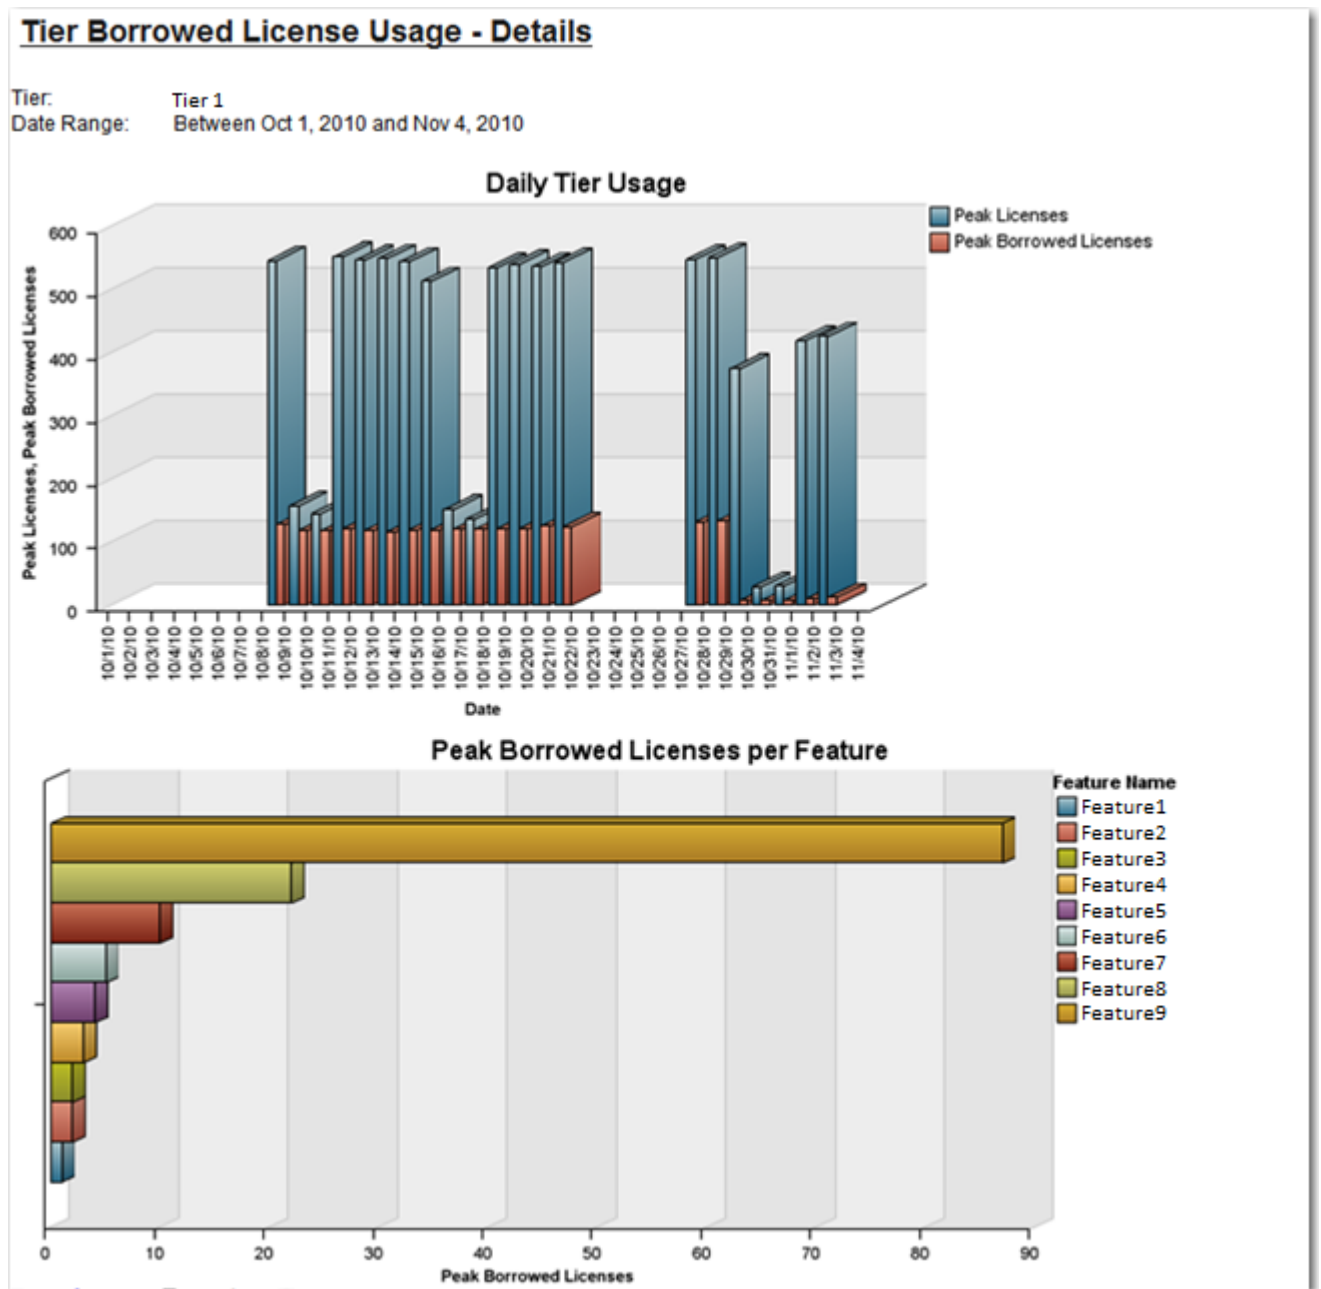 Tier Borrowed License Usage - Details
Tier: Tier 1
Date Range: Between Oct 1, 2010 and Nov 4, 2010
Daily Tier Usage
Peak Licenses
Peak Borrowed Licenses
Peak Licenses, Peak Borrowed Licenses
600
500
400
300
200
100
0
10/1/10
10/2/10
10/3/10
10/4/10
10/5/10
10/6/10
10/7/10
10/8/10
10/9/10
10/10/10
10/11/10
10/12/10
10/13/10
10/14/10
10/15/10
10/16/10
10/17/10
10/18/10
10/19/10
10/20/10
10/21/10
10/22/10
10/23/10
10/24/10
10/25/10
10/26/10
10/27/10
10/28/10
10/29/10
10/30/10
10/31/10
11/1/10
11/2/10
11/3/10
11/4/10
Date
Peak Borrowed Licenses per Feature
Feature Name
Feature1
Feature2
Feature3
Feature4
Feature5
Feature6
Feature7
Feature8
Feature9
0 10 20 30 40 50 60 70 80 90
Peak Borrowed Licenses